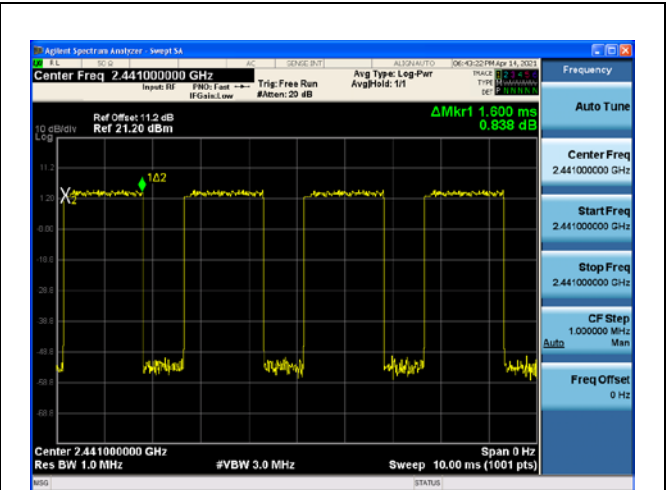 Agilent Spectrum Analyzer - Swept SA
RL
50 Ω
AC
SENSE:INT
ALIGNAUTO
06:43:22 PM Apr 14, 2021
Center Freq 2.441000000 GHz
Input: RF
PNO: Fast
IFGain:Low
Trig: Free Run
#Atten: 20 dB
Avg Type: Log-Pwr
Avg|Hold: 1/1
TRACE 1 2 3 4 5 6
TYPE
DET P N N N N N
Frequency
Auto Tune
ΔMkr1 1.600 ms
0.838 dB
Ref Offset 11.2 dB
10 dB/div Ref 21.20 dBm
Log
11.2
1.20
-18.8
-28.8
-38.8
-48.8
-58.8
-68.8
1Δ2
X2
Center Freq
2.441000000 GHz
Start Freq
2.441000000 GHz
Stop Freq
2.441000000 GHz
CF Step
1.000000 MHz
Auto Man
Freq Offset
0 Hz
Center 2.441000000 GHz
Span 0 Hz
Res BW 1.0 MHz
#VBW 3.0 MHz
Sweep 10.00 ms (1001 pts)
MSG
STATUS